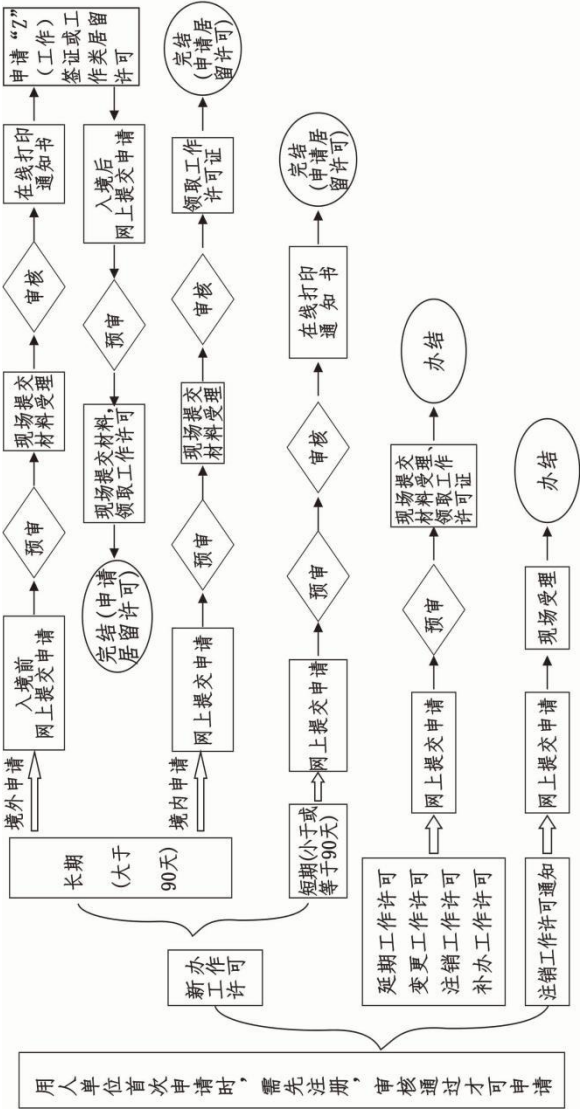 用人单位首次申请时，需先注册，审核通过才可申请
新办工作许可
长期
(大于
90天)
境外申请
入境前
网上提交申请
预审
现场提交
材料受理
审核
在线打印
通知书
申请“Z”
(工作)
签证或工
作类居留
许可
入境后
网上提交申请
预审
现场提交材料,
领取工作许可
完结(申请
居留许可)
境内申请
网上提交申请
预审
现场提交
材料受理
审核
领取工作
许可证
完结
(申请居
留许可)
短期(小于或
等于90天)
网上提交申请
预审
审核
在线打印
通知书
完结
(申请居
留许可)
延期工作许可
变更工作许可
注销工作许可
补办工作许可
网上提交申请
预审
现场提交
材料受理、
领取工作
许可证
办结
注销工作许可通知
网上提交申请
现场受理
办结